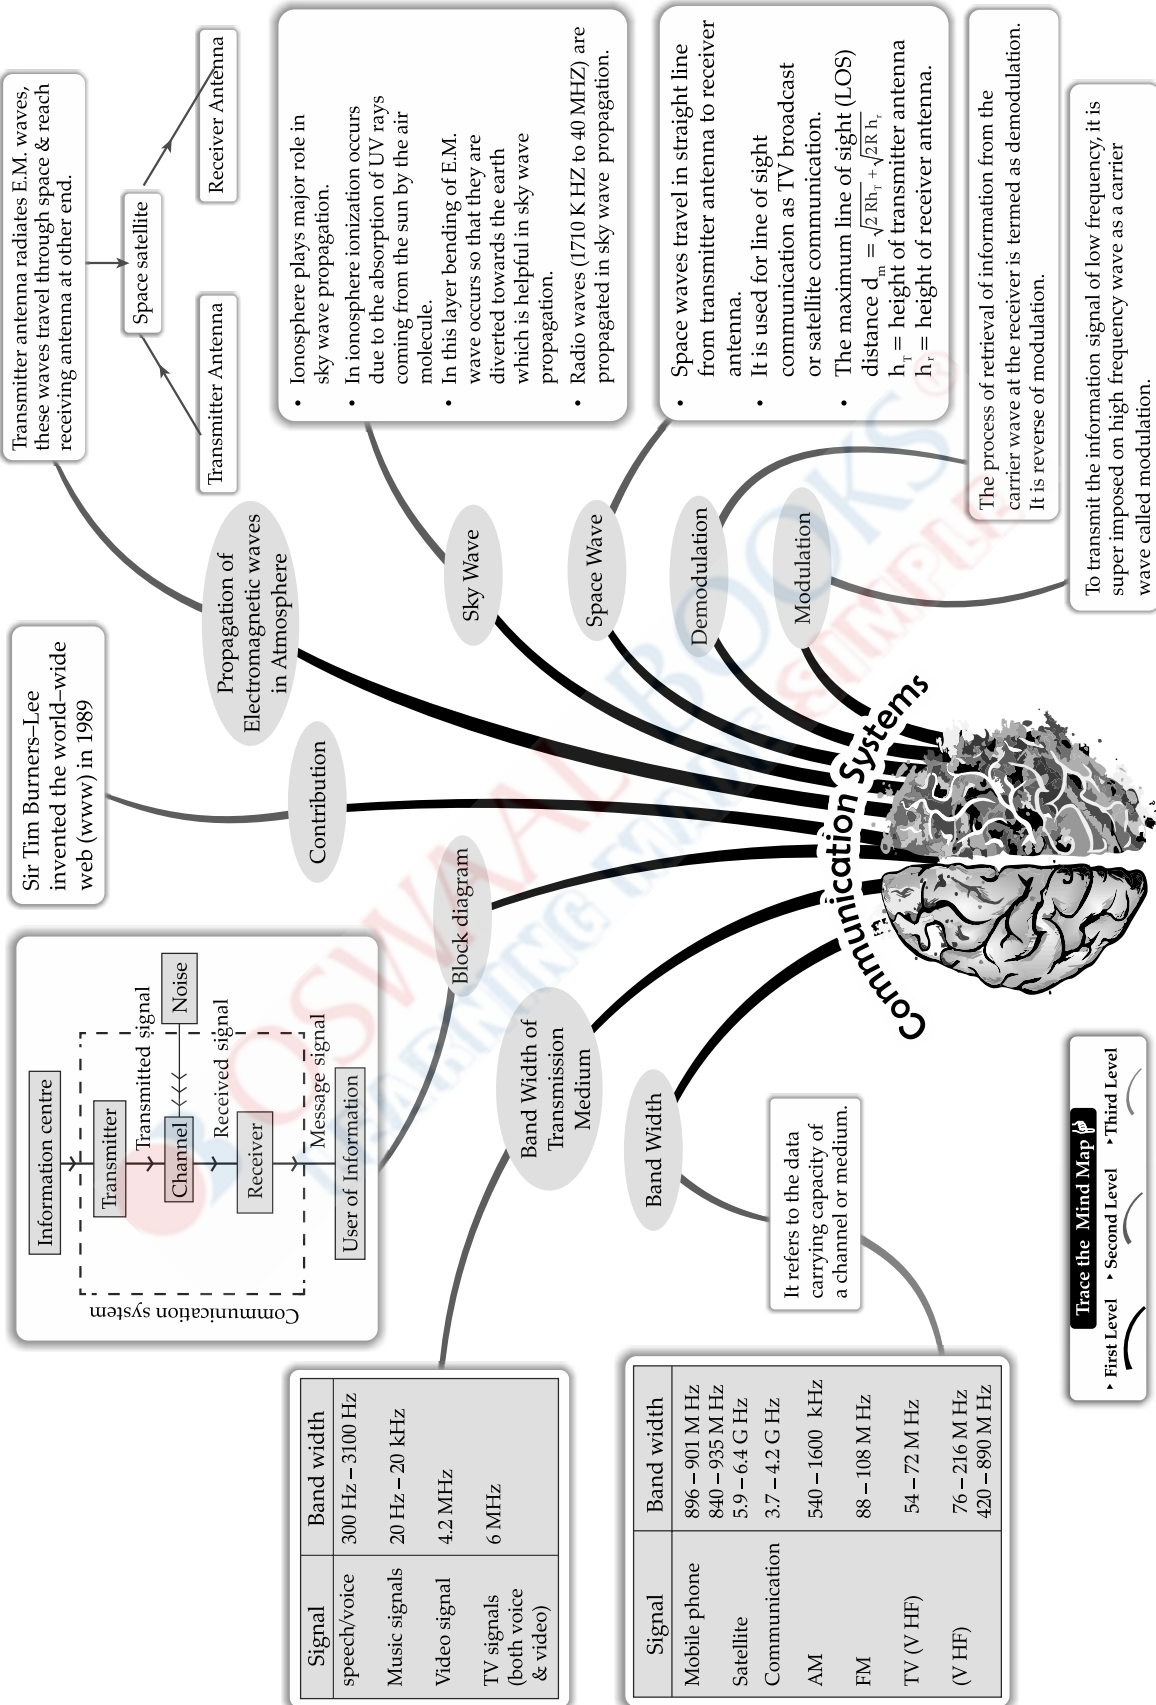 Communication Systems
Propagation of
Electromagnetic waves
in Atmosphere
Transmitter antenna radiates E.M. waves,
these waves travel through space & reach
receiving antenna at other end.
Space satellite
Transmitter Antenna
Receiver Antenna
Sky Wave
• Ionosphere plays major role in
sky wave propagation.
• In ionosphere ionization occurs
due to the absorption of UV rays
coming from the sun by the air
molecule.
• In this layer bending of E.M.
wave occurs so that they are
diverted towards the earth
which is helpful in sky wave
propagation.
• Radio waves (1710 K HZ to 40 MHZ) are
propagated in sky wave propagation.
Space Wave
• Space waves travel in straight line
from transmitter antenna to receiver
antenna.
• It is used for line of sight
communication as TV broadcast
or satellite communication.
• The maximum line of sight (LOS)
distance dm = √2 RhT + √2R hr
hT = height of transmitter antenna
hr = height of receiver antenna.
Demodulation
The process of retrieval of information from the
carrier wave at the receiver is termed as demodulation.
It is reverse of modulation.
Modulation
To transmit the information signal of low frequency, it is
super imposed on high frequency wave as a carrier
wave called modulation.
Contribution
Sir Tim Burners–Lee
invented the world–wide
web (www) in 1989
Block diagram
Information centre
Transmitter
Transmitted signal
Channel
Noise
Received signal
Receiver
Message signal
User of Information
Communication system
Band Width of
Transmission
Medium
Signal Band width
speech/voice 300 Hz – 3100 Hz
Music signals 20 Hz – 20 kHz
Video signal 4.2 MHz
TV signals 6 MHz
(both voice
& video)
Band Width
It refers to the data
carrying capacity of
a channel or medium.
Signal Band width
Mobile phone 896 – 901 M Hz
840 – 935 M Hz
Satellite 5.9 – 6.4 G Hz
Communication 3.7 – 4.2 G Hz
AM 540 – 1600 kHz
FM 88 – 108 M Hz
TV (V HF) 54 – 72 M Hz
(V HF) 76 – 216 M Hz
420 – 890 M Hz
Trace the Mind Map
First Level Second Level Third Level
OSWAAL BOOKS®
LEARNING MADE SIMPLE